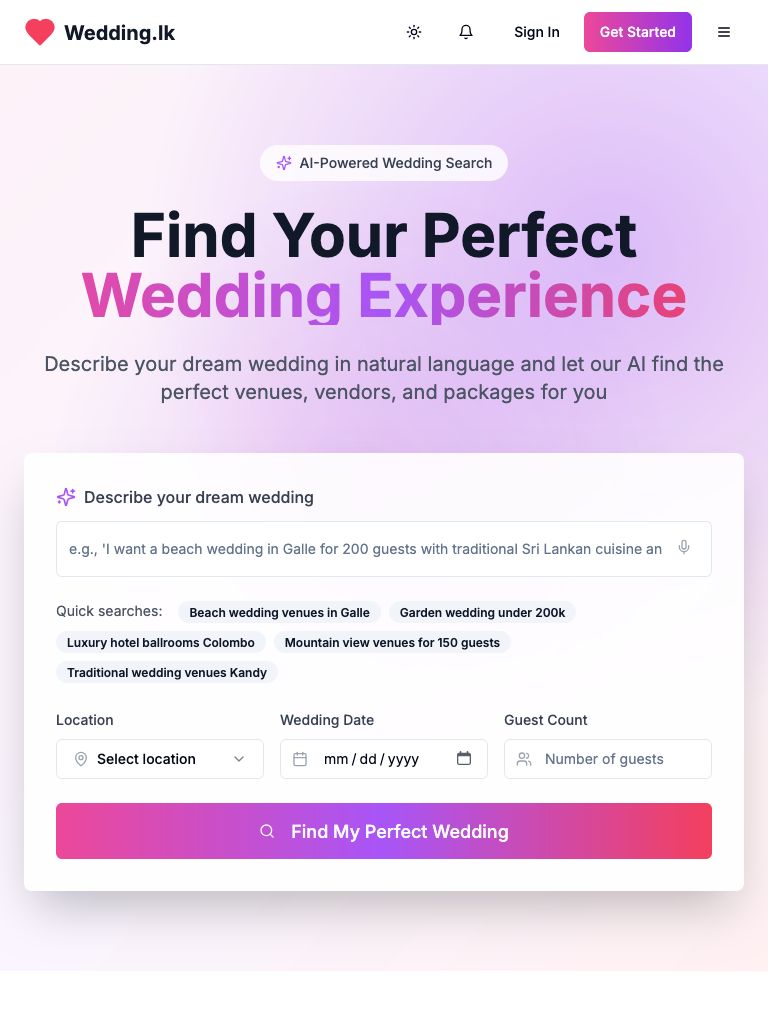 Wedding.lk
Sign In
Get Started
AI-Powered Wedding Search
Find Your Perfect
Wedding Experience
Describe your dream wedding in natural language and let our AI find the
perfect venues, vendors, and packages for you
Describe your dream wedding
e.g., 'I want a beach wedding in Galle for 200 guests with traditional Sri Lankan cuisine an
Quick searches:
Beach wedding venues in Galle
Garden wedding under 200k
Luxury hotel ballrooms Colombo
Mountain view venues for 150 guests
Traditional wedding venues Kandy
Location
Wedding Date
Guest Count
Select location
mm/dd/yyyy
Number of guests
Find My Perfect Wedding